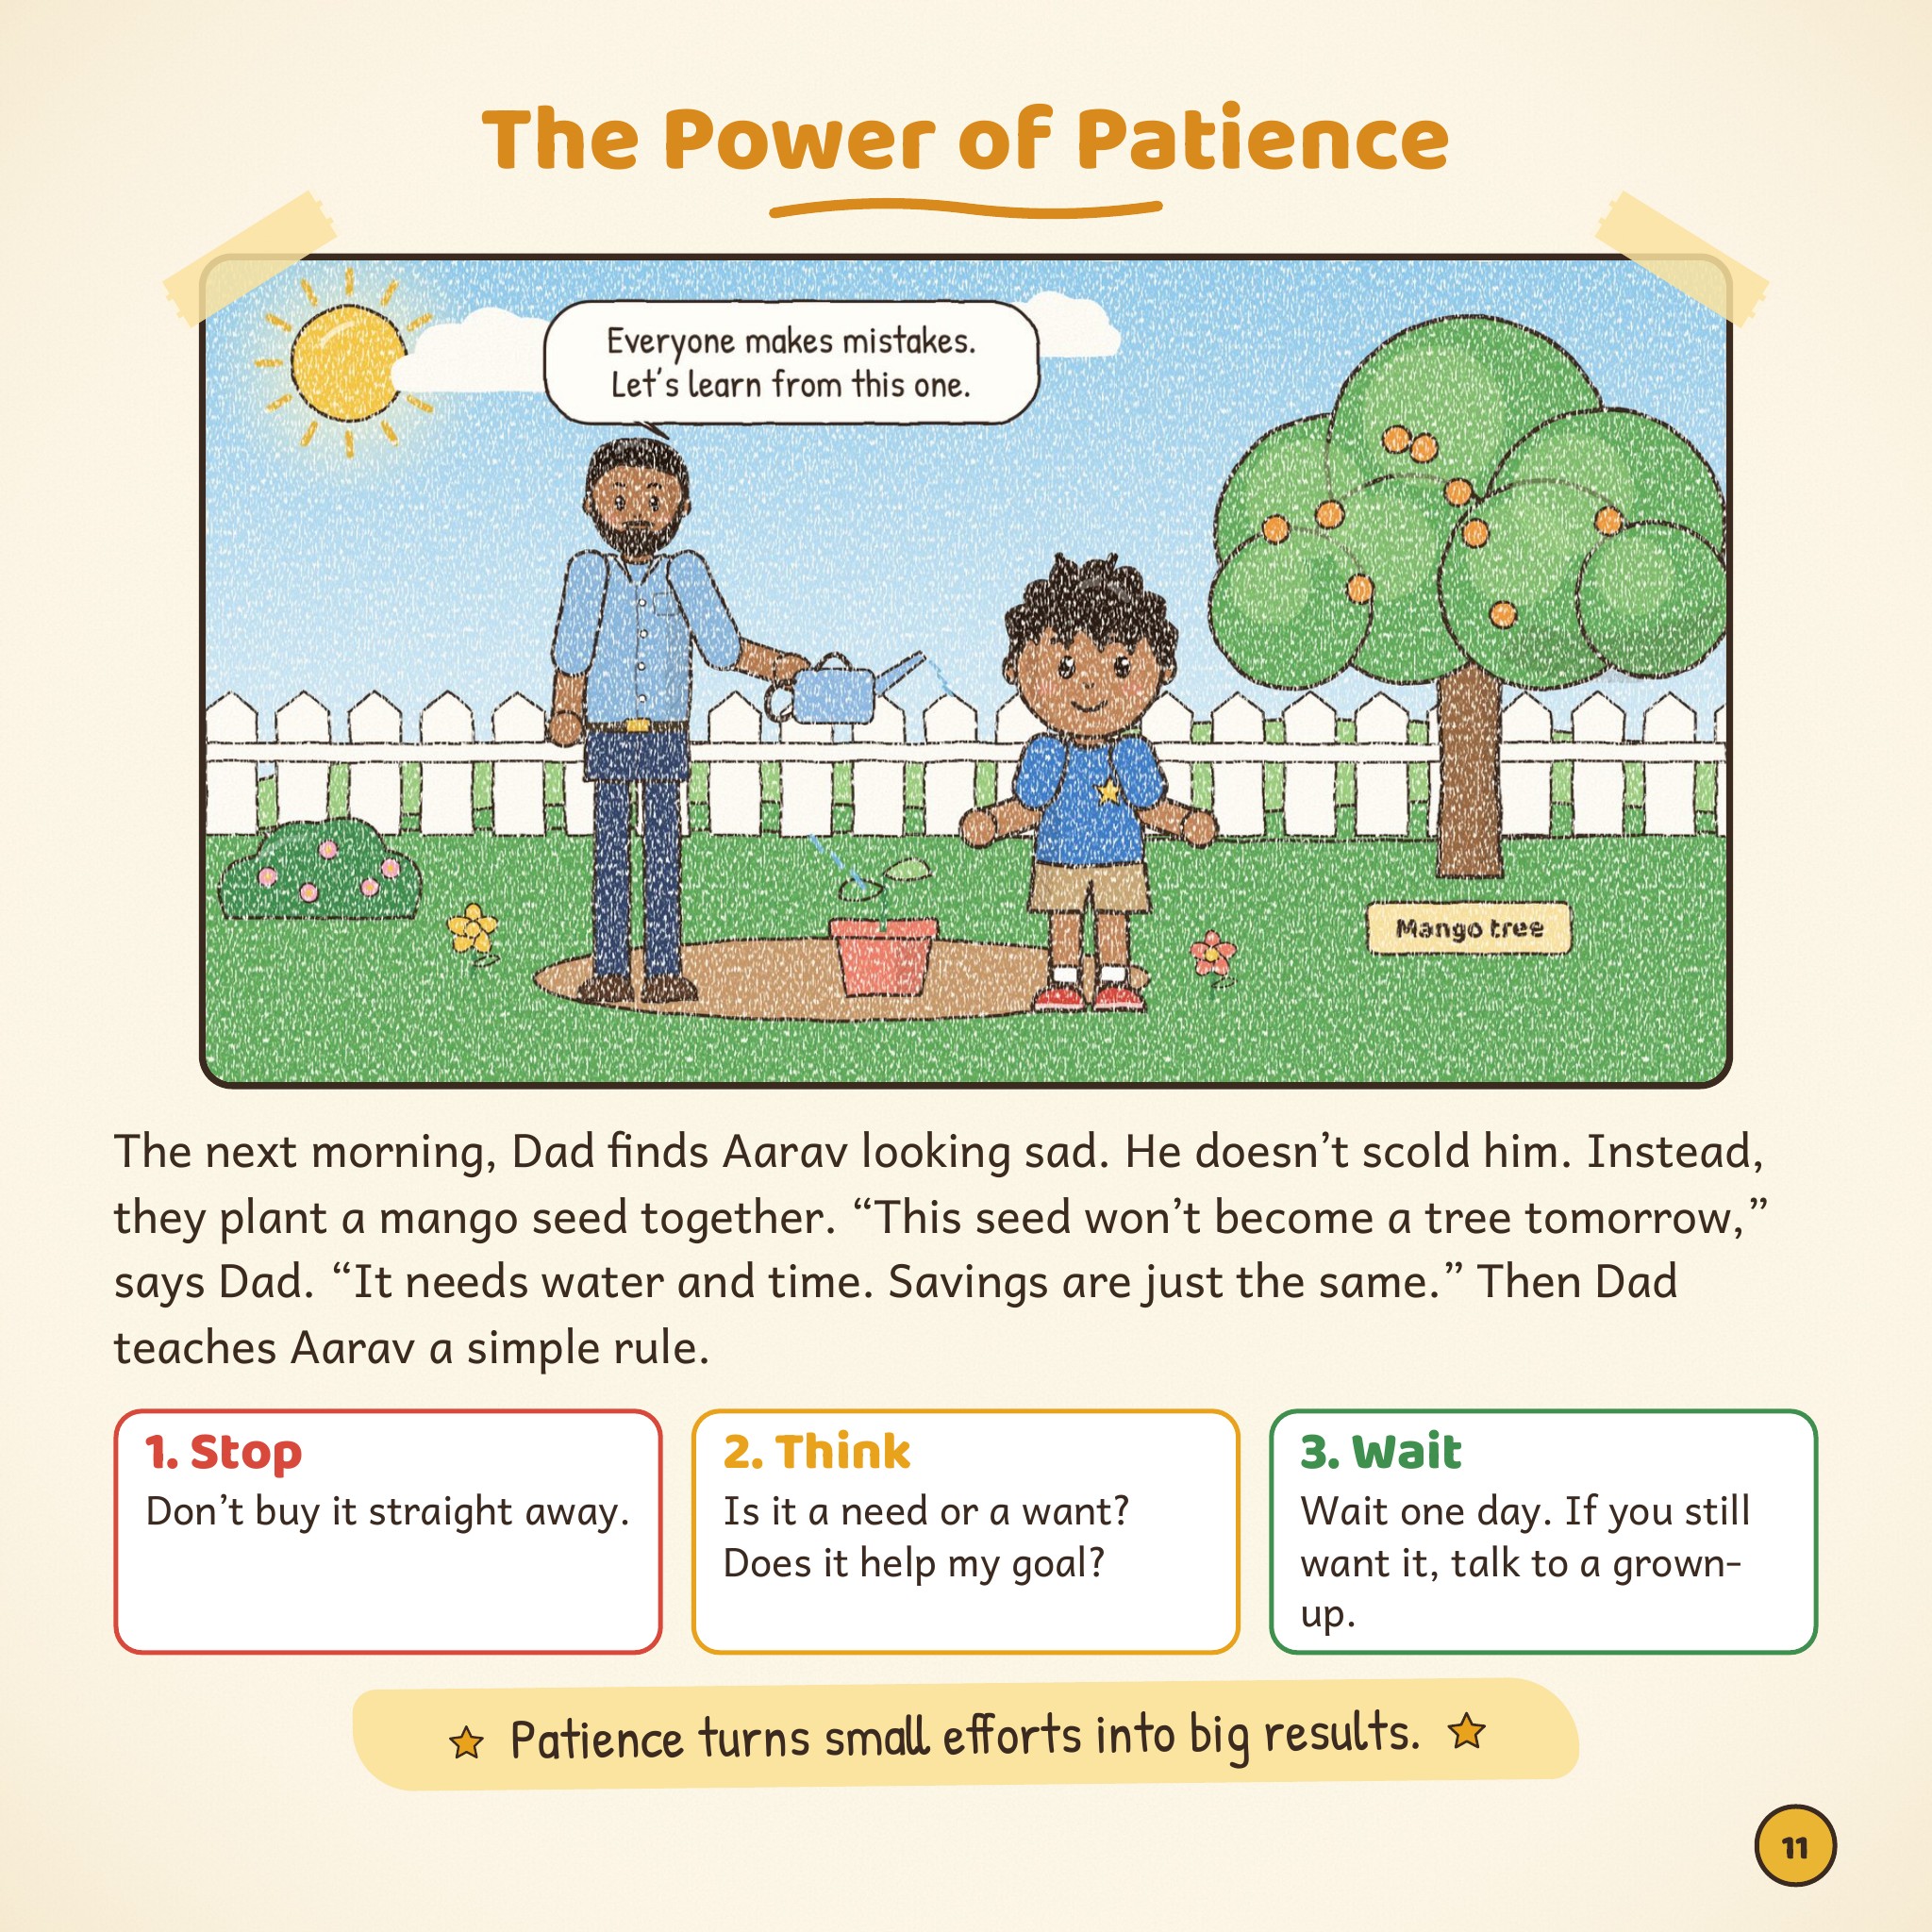 The Power of Patience
Everyone makes mistakes.
Let's learn from this one.
Mango tree
The next morning, Dad finds Aarav looking sad. He doesn’t scold him. Instead,
they plant a mango seed together. “This seed won’t become a tree tomorrow,”
says Dad. “It needs water and time. Savings are just the same.” Then Dad
teaches Aarav a simple rule.
1. Stop
Don’t buy it straight away.
2. Think
Is it a need or a want?
Does it help my goal?
3. Wait
Wait one day. If you still
want it, talk to a grown-
up.
Patience turns small efforts into big results.
11